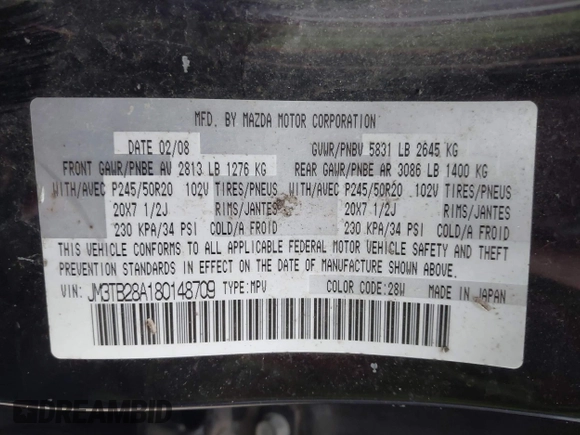 MFD. BY MAZDA MOTOR CORPORATION
DATE 02/08 GVWR/PNBV 5831 LB 2645 KG
FRONT GAWR/PNBE AV 2813 LB 1276 KG REAR GAWR/PNBE AR 3086 LB 1400 KG
WITH/AVEC P245/50R20 102V TIRES/PNEUS WITH/AVEC P245/50R20 102V TIRES/PNEUS
20X7 1/2J RIMS/JANTES 20X7 1/2J RIMS/JANTES
230 KPA/34 PSI COLD/A FROID 230 KPA/34 PSI COLD/A FROID
THIS VEHICLE CONFORMS TO ALL APPLICABLE FEDERAL MOTOR VEHICLE SAFETY AND THEFT
PREVENTION STANDARDS IN EFFECT ON THE DATE OF MANUFACTURE SHOWN ABOVE.
VIN: JM3TB28A180148709 TYPE: MPV COLOR CODE: 28W MADE IN JAPAN
DREAMBID